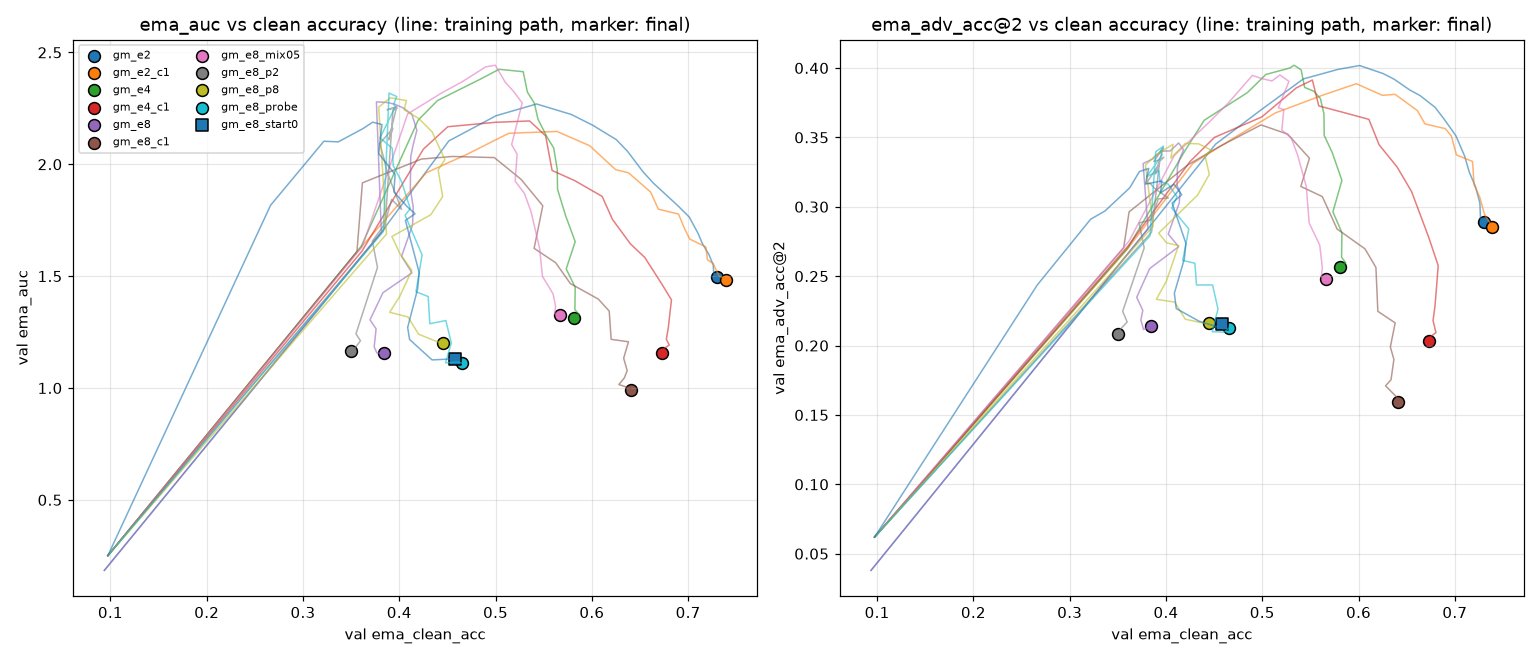 ema_auc vs clean accuracy (line: training path, marker: final)
2.5
2.0
1.5
1.0
0.5
val ema_auc
gm_e2
gm_e2_c1
gm_e4
gm_e4_c1
gm_e8
gm_e8_c1
gm_e8_mix05
gm_e8_p2
gm_e8_p8
gm_e8_probe
gm_e8_start0
0.1 0.2 0.3 0.4 0.5 0.6 0.7
val ema_clean_acc
ema_adv_acc@2 vs clean accuracy (line: training path, marker: final)
0.40
0.35
0.30
0.25
0.20
0.15
0.10
0.05
val ema_adv_acc@2
0.1 0.2 0.3 0.4 0.5 0.6 0.7
val ema_clean_acc